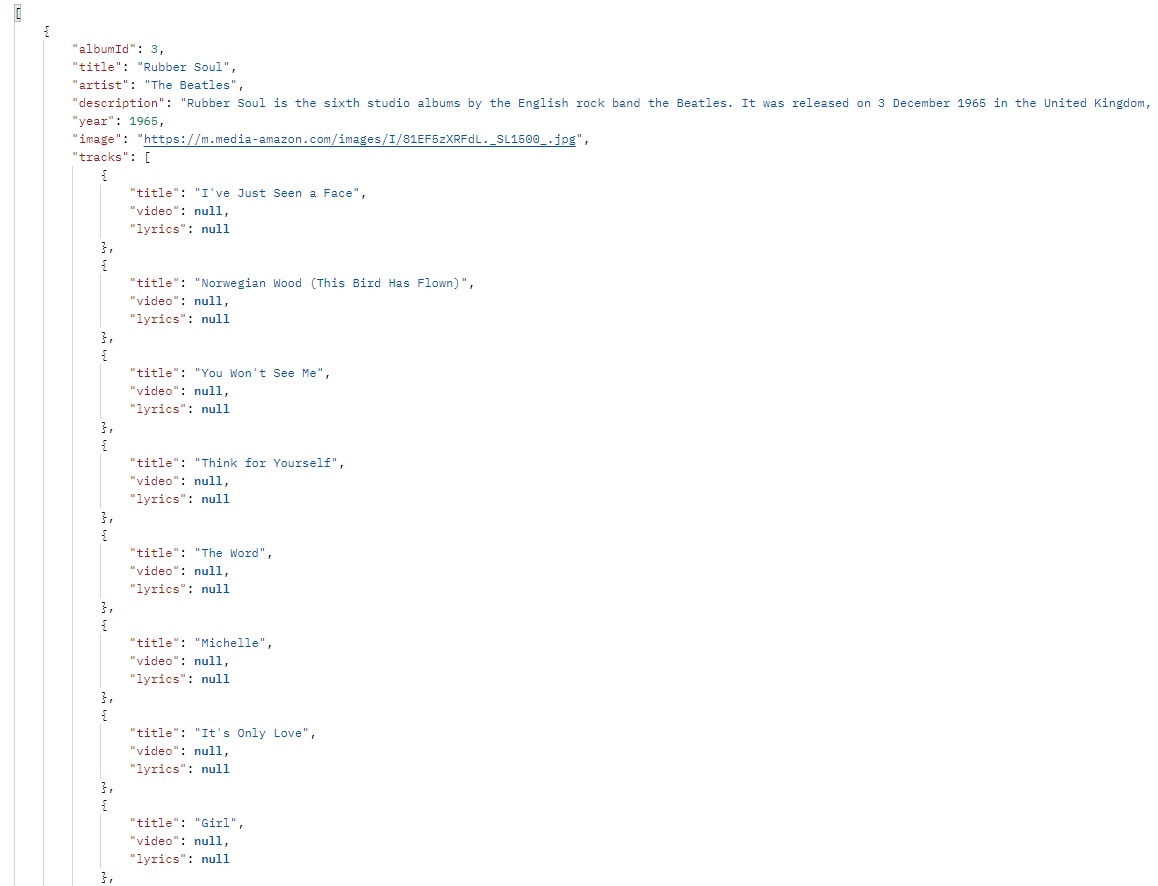 [
{
"albumId": 3,
"title": "Rubber Soul",
"artist": "The Beatles",
"description": "Rubber Soul is the sixth studio albums by the English rock band the Beatles. It was released on 3 December 1965 in the United Kingdom,
"year": 1965,
"image": "https://m.media-amazon.com/images/I/81EF5zXRFdL._SL1500_.jpg",
"tracks": [
{
"title": "I've Just Seen a Face",
"video": null,
"lyrics": null
},
{
"title": "Norwegian Wood (This Bird Has Flown)",
"video": null,
"lyrics": null
},
{
"title": "You Won't See Me",
"video": null,
"lyrics": null
},
{
"title": "Think for Yourself",
"video": null,
"lyrics": null
},
{
"title": "The Word",
"video": null,
"lyrics": null
},
{
"title": "Michelle",
"video": null,
"lyrics": null
},
{
"title": "It's Only Love",
"video": null,
"lyrics": null
},
{
"title": "Girl",
"video": null,
"lyrics": null
},